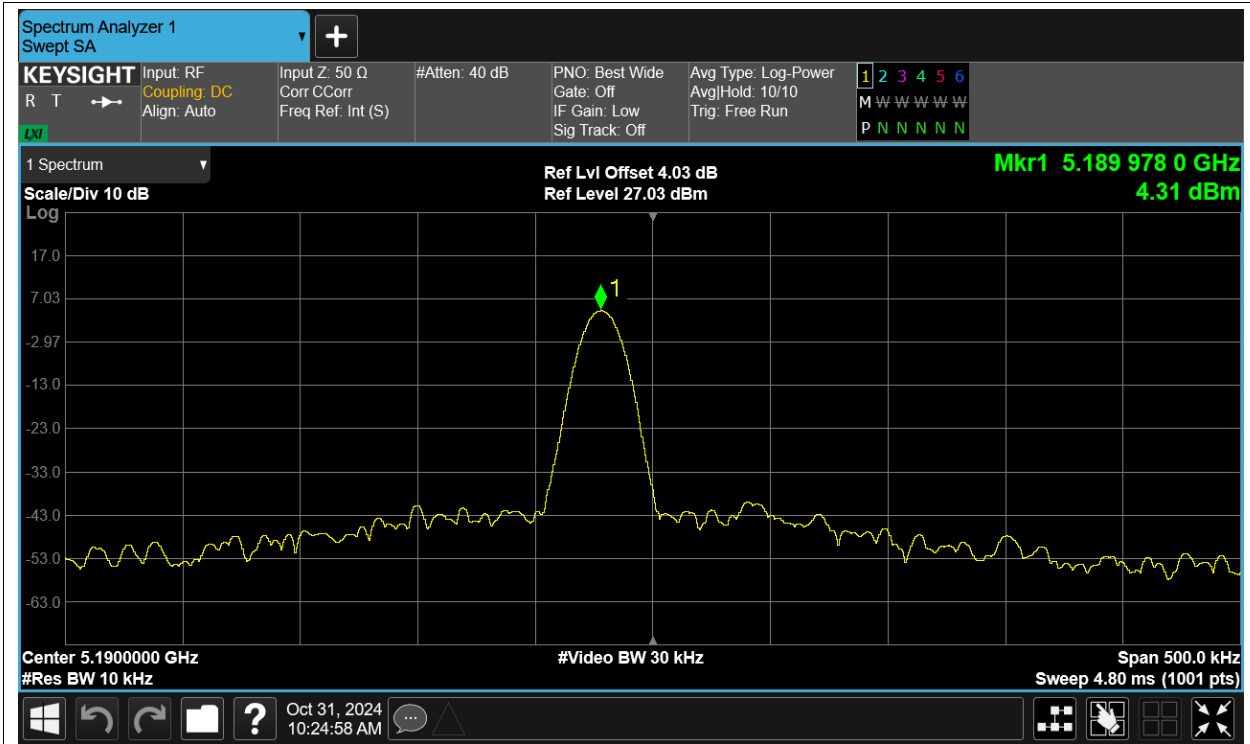 Spectrum Analyzer 1
Swept SA
KEYSIGHT
R T
LXI
Input: RF
Coupling: DC
Align: Auto
Input Z: 50 Ω
Corr CCorr
Freq Ref: Int (S)
#Atten: 40 dB
PNO: Best Wide
Gate: Off
IF Gain: Low
Sig Track: Off
Avg Type: Log-Power
Avg|Hold: 10/10
Trig: Free Run
1 2 3 4 5 6
M W W W W W
P N N N N N
1 Spectrum
Scale/Div 10 dB
Log
Ref Lvl Offset 4.03 dB
Ref Level 27.03 dBm
Mkr1 5.189 978 0 GHz
4.31 dBm
1
17.0
7.03
-2.97
-13.0
-23.0
-33.0
-43.0
-53.0
-63.0
Center 5.1900000 GHz
#Res BW 10 kHz
#Video BW 30 kHz
Span 500.0 kHz
Sweep 4.80 ms (1001 pts)
?
Oct 31, 2024
10:24:58 AM